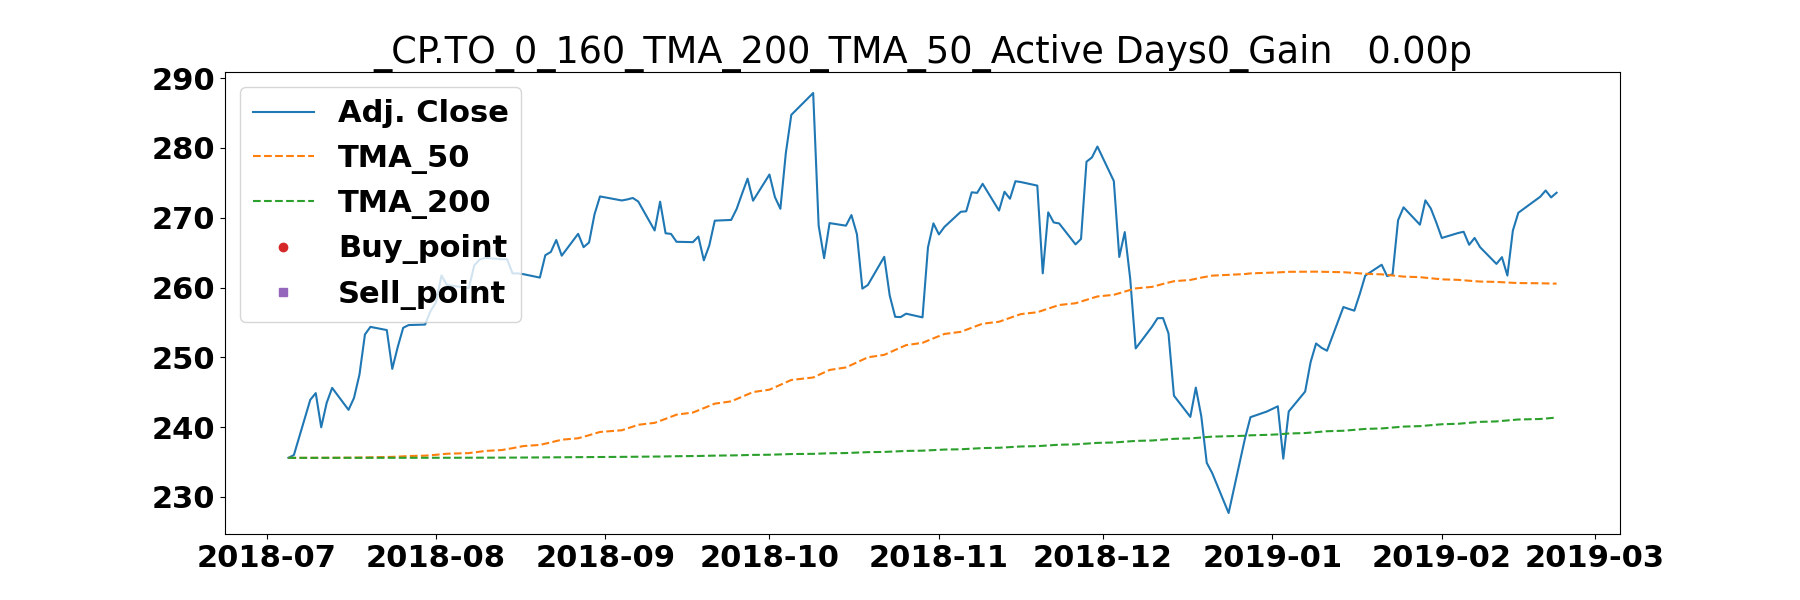 _CP.TO_0_160_TMA_200_TMA_50_Active Days0_Gain   0.00p
290
280
270
260
250
240
230
Adj. Close
TMA_50
TMA_200
Buy_point
Sell_point
2018-07 2018-08 2018-09 2018-10 2018-11 2018-12 2019-01 2019-02 2019-03